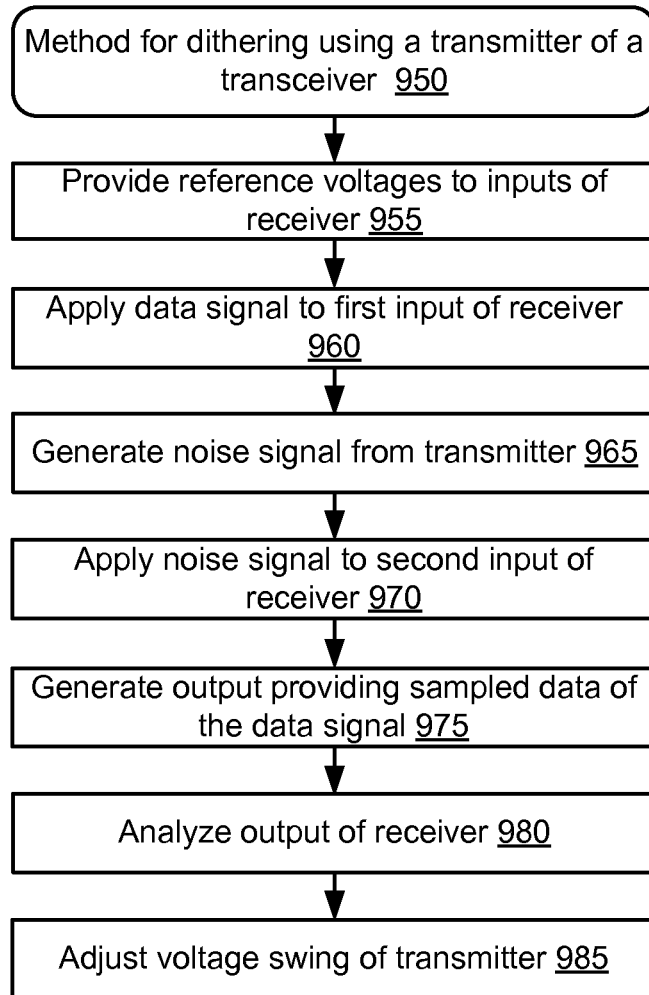 Method for dithering using a transmitter of a
transceiver 950
Provide reference voltages to inputs of
receiver 955
Apply data signal to first input of receiver
960
Generate noise signal from transmitter 965
Apply noise signal to second input of
receiver 970
Generate output providing sampled data of
the data signal 975
Analyze output of receiver 980
Adjust voltage swing of transmitter 985